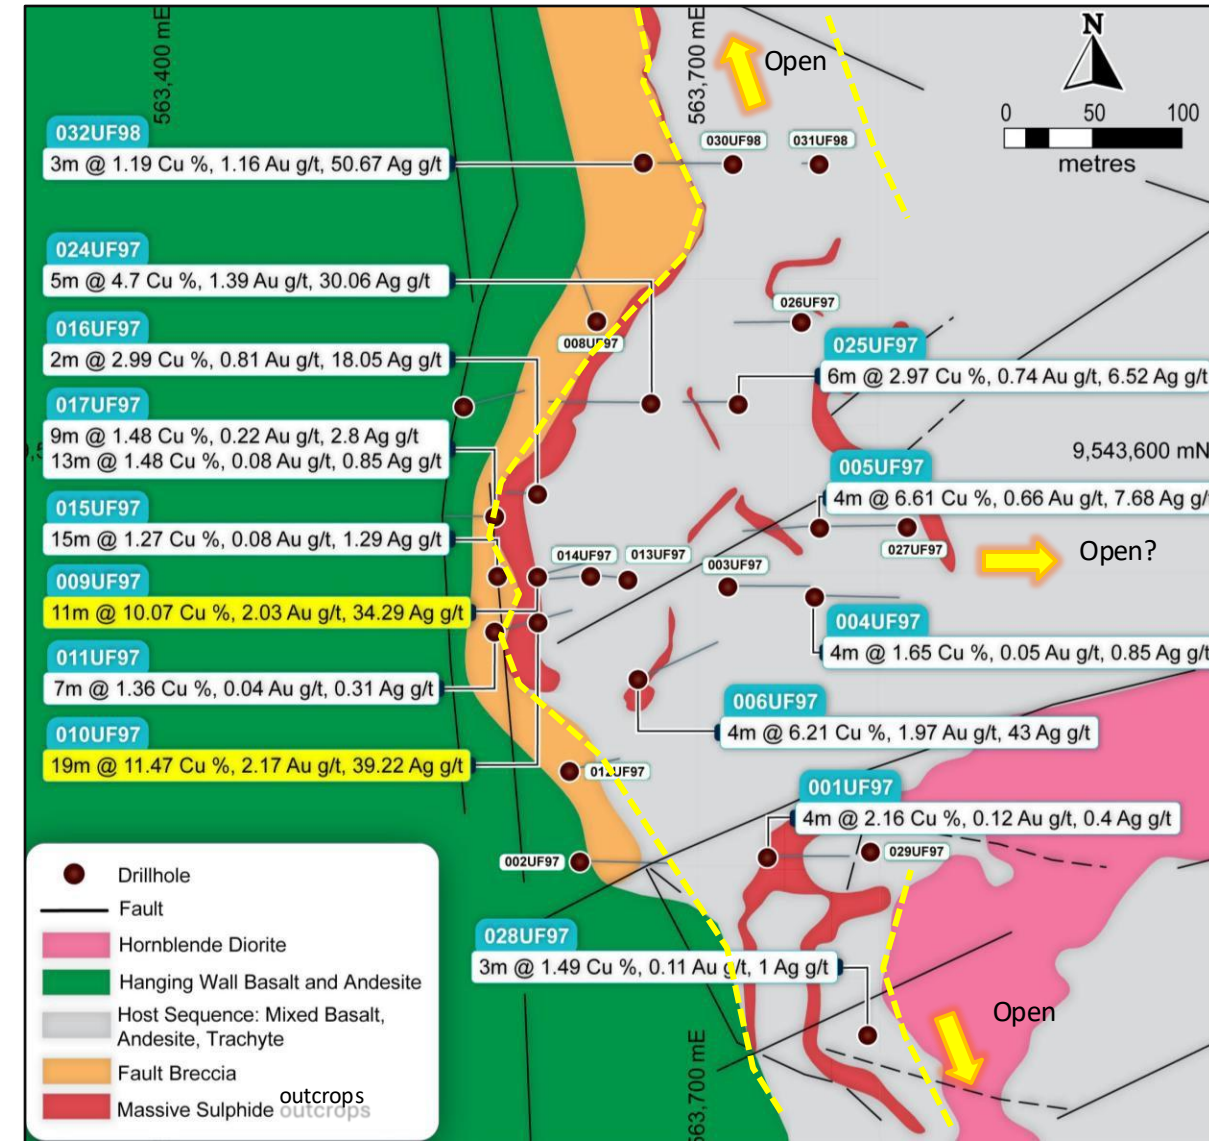 563,400 mE
563,700 mE
Open
N
0 50 100
metres
032UF98
3m @ 1.19 Cu %, 1.16 Au g/t, 50.67 Ag g/t
030UF98
031UF98
024UF97
5m @ 4.7 Cu %, 1.39 Au g/t, 30.06 Ag g/t
026UF97
016UF97
2m @ 2.99 Cu %, 0.81 Au g/t, 18.05 Ag g/t
008UF97
025UF97
6m @ 2.97 Cu %, 0.74 Au g/t, 6.52 Ag g/t
017UF97
9m @ 1.48 Cu %, 0.22 Au g/t, 2.8 Ag g/t
13m @ 1.48 Cu %, 0.08 Au g/t, 0.85 Ag g/t
9,543,600 mN
005UF97
4m @ 6.61 Cu %, 0.66 Au g/t, 7.68 Ag g/t
015UF97
15m @ 1.27 Cu %, 0.08 Au g/t, 1.29 Ag g/t
014UF97
013UF97
003UF97
027UF97
Open?
009UF97
11m @ 10.07 Cu %, 2.03 Au g/t, 34.29 Ag g/t
004UF97
4m @ 1.65 Cu %, 0.05 Au g/t, 0.85 Ag g/t
011UF97
7m @ 1.36 Cu %, 0.04 Au g/t, 0.31 Ag g/t
006UF97
4m @ 6.21 Cu %, 1.97 Au g/t, 43 Ag g/t
010UF97
19m @ 11.47 Cu %, 2.17 Au g/t, 39.22 Ag g/t
012UF97
001UF97
4m @ 2.16 Cu %, 0.12 Au g/t, 0.4 Ag g/t
002UF97
029UF97
028UF97
3m @ 1.49 Cu %, 0.11 Au g/t, 1 Ag g/t
Open
563,700 mE
Drillhole
Fault
Hornblende Diorite
Hanging Wall Basalt and Andesite
Host Sequence: Mixed Basalt,
Andesite, Trachyte
Fault Breccia
outcrops
Massive Sulphide outcrops